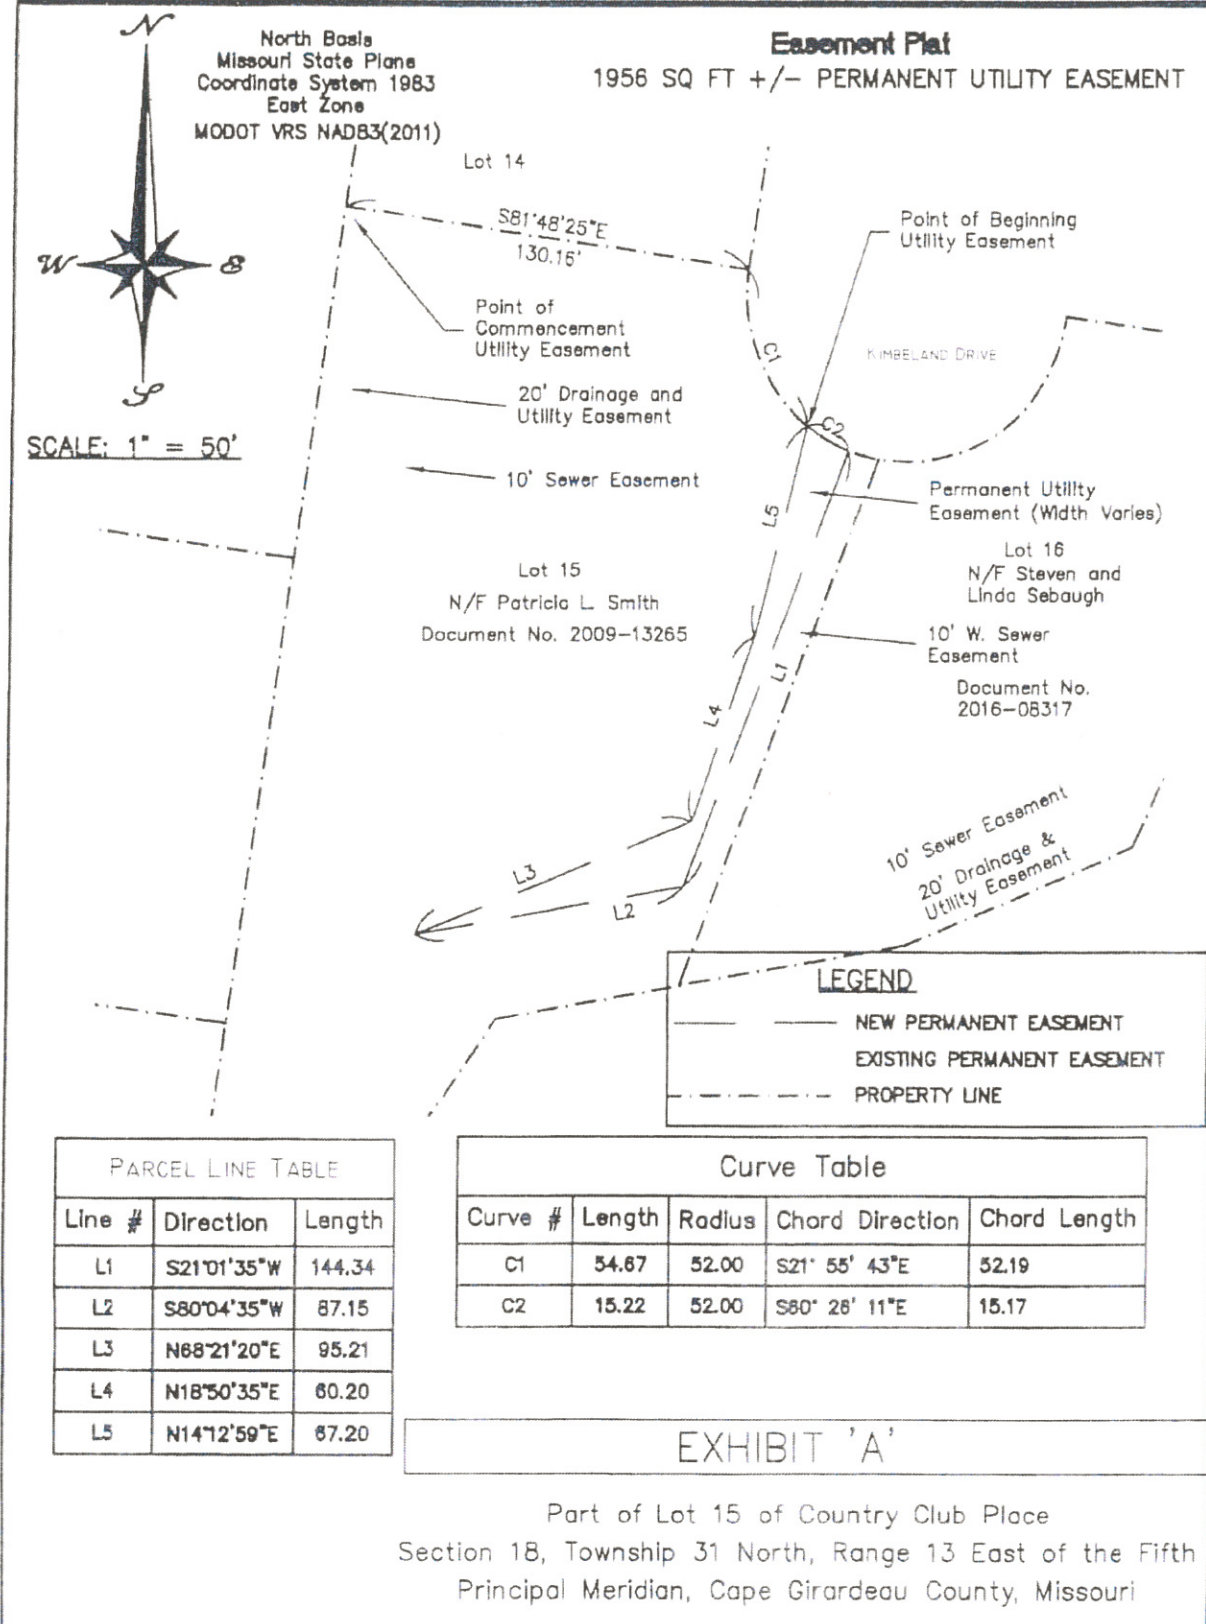 N
W
E
S
North Basis
Missouri State Plane
Coordinate System 1983
East Zone
MODOT VRS NAD83(2011)
SCALE: 1" = 50'
Easement Plat
1956 SQ FT +/- PERMANENT UTILITY EASEMENT
Lot 14
S81°48'25"E
130.16'
Point of Beginning
Utility Easement
Point of
Commencement
Utility Easement
C1
KIMBELAND DRIVE
20' Drainage and
Utility Easement
C2
10' Sewer Easement
Permanent Utility
Easement (Width Varies)
L5
Lot 15
N/F Patricia L. Smith
Document No. 2009-13265
Lot 16
N/F Steven and
Linda Sebaugh
10' W. Sewer
Easement
L1
Document No.
2016-08317
L4
10' Sewer Easement
20' Drainage &
Utility Easement
L3
L2
LEGEND
NEW PERMANENT EASEMENT
EXISTING PERMANENT EASEMENT
PROPERTY LINE
PARCEL LINE TABLE
Line # Direction Length
L1 S21°01'35"W 144.34
L2 S80°04'35"W 87.15
L3 N68°21'20"E 95.21
L4 N18°50'35"E 60.20
L5 N14°12'59"E 67.20
Curve Table
Curve # Length Radius Chord Direction Chord Length
C1 54.87 52.00 S21° 55' 43"E 52.19
C2 15.22 52.00 S60° 26' 11"E 15.17
EXHIBIT 'A'
Part of Lot 15 of Country Club Place
Section 18, Township 31 North, Range 13 East of the Fifth
Principal Meridian, Cape Girardeau County, Missouri